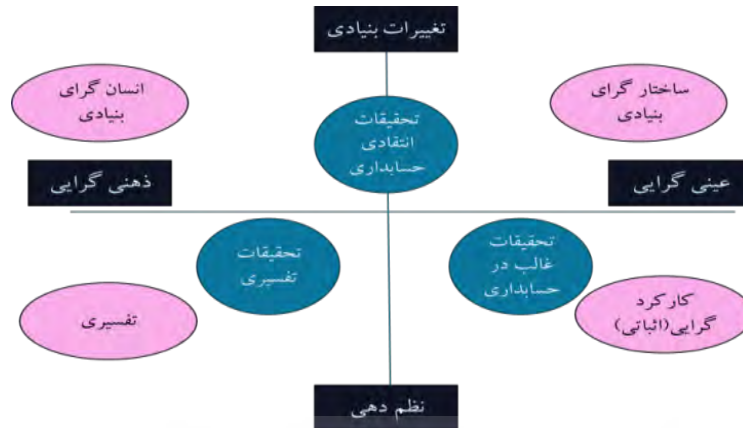 تغییرات بنیادی
انسان گرای
بنیادی
ساختار گرای
بنیادی
تحقیقات
انتقادی
حسابداری
ذهنی گرایی
عینی گرایی
تحقیقات
تفسیری
تحقیقات
غالب در
حسابداری
تفسیری
کارکرد
گرایی(اثباتی)
نظم دهی